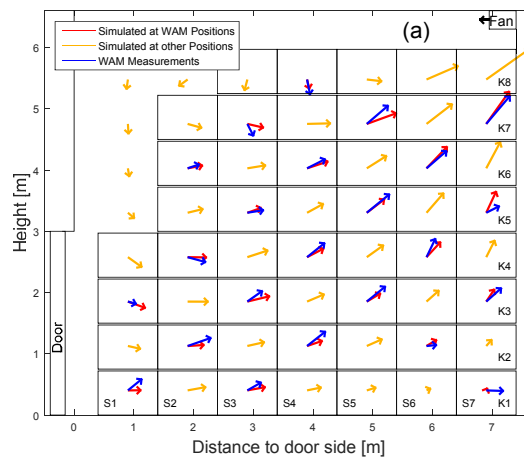 (a)
Fan
Simulated at WAM Positions
Simulated at other Positions
WAM Measurements
K8
K7
K6
K5
K4
K3
K2
K1
S1
S2
S3
S4
S5
S6
S7
Door
Height [m]
6
5
4
3
2
1
0
0
1
2
3
4
5
6
7
Distance to door side [m]